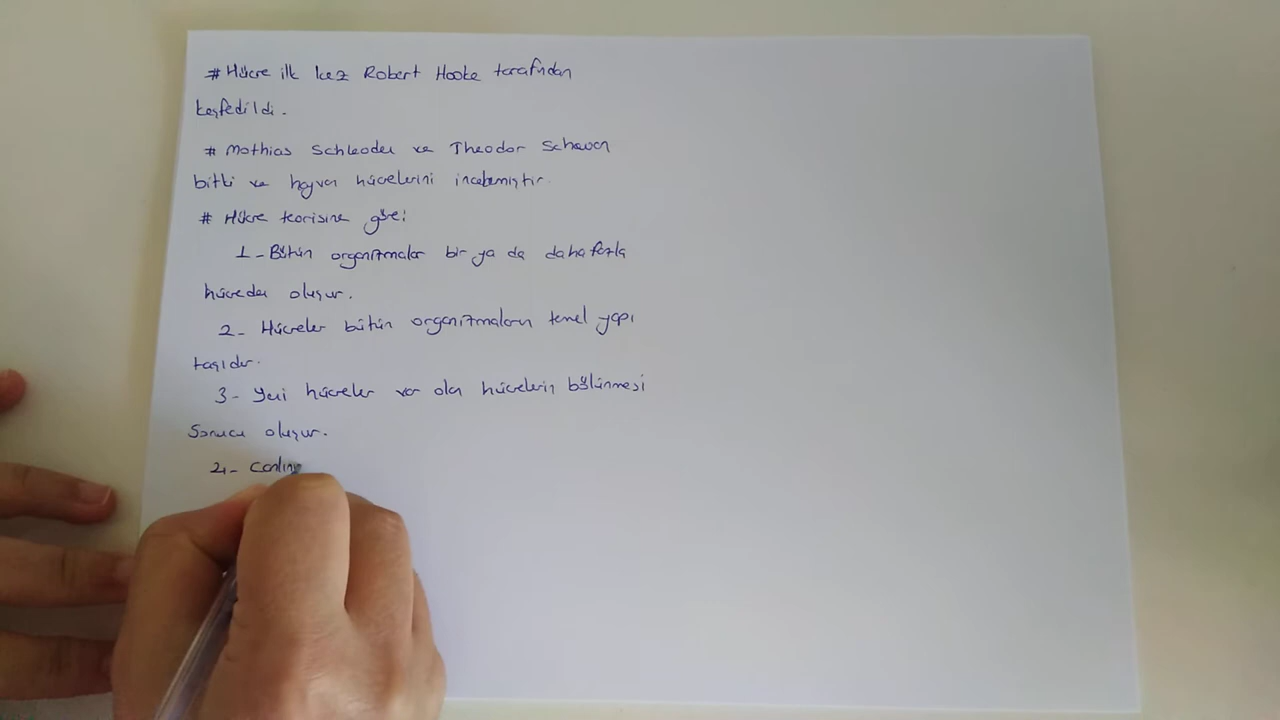 # Hücre ilk kez Robert Hooke tarafından
keşfedildi.
# Mathias Schleoden ve Theodor Schwan
bitki ve hayvan hücrelerini incelemiştir.
# Hücre teorisine göre:
1- Bütün organizmalar bir ya da daha fazla
hücreden oluşur.
2- Hücreler bütün organizmaların temel yapı
taşıdır.
3- Yeni hücreler var olan hücrelerin bölünmesi
Sonucu oluşur.
4-